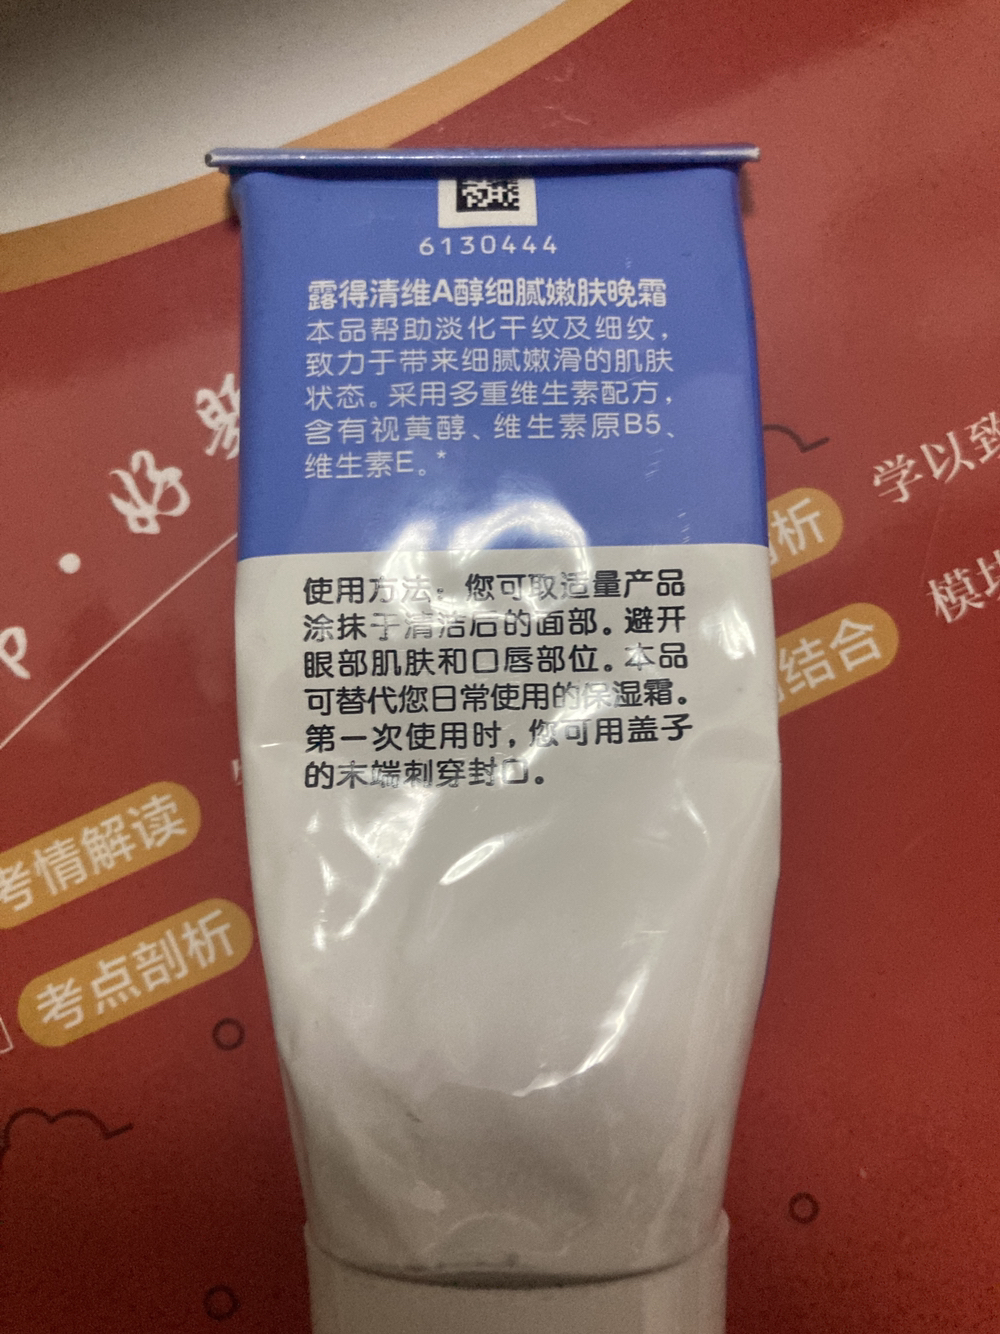 6130444
露得清维A醇细腻嫩肤晚霜
本品帮助淡化干纹及细纹，
致力于带来细腻嫩滑的肌肤
状态。采用多重维生素配方，
含有视黄醇、维生素原B5、
维生素E。*
使用方法：您可取适量产品
涂抹于清洁后的面部。避开
眼部肌肤和口唇部位。本品
可替代您日常使用的保湿霜。
第一次使用时，您可用盖子
的末端刺穿封口。
好
学以致
剖析
模块
结合
考情解读
考点剖析